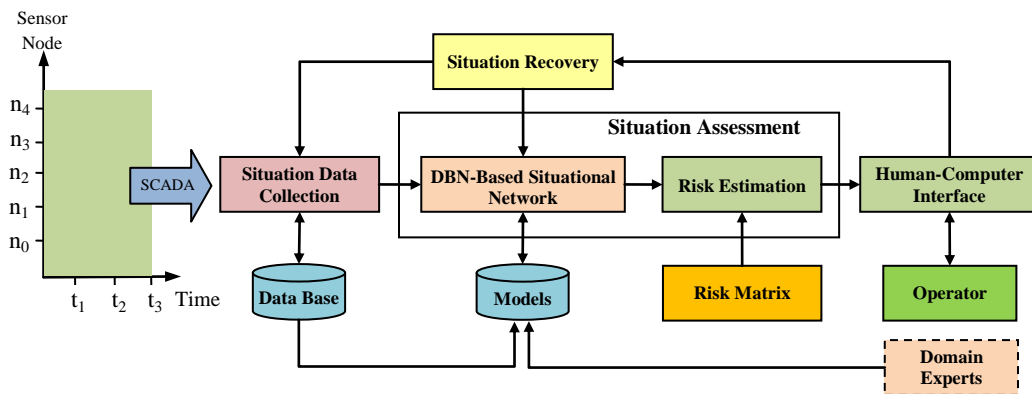 Sensor
Node
n4
n3
n2
n1
n0
t1 t2 t3 Time
SCADA
Situation Recovery
Situation Assessment
Situation Data
Collection
DBN-Based Situational
Network
Risk Estimation
Human-Computer
Interface
Data Base
Models
Risk Matrix
Operator
Domain
Experts